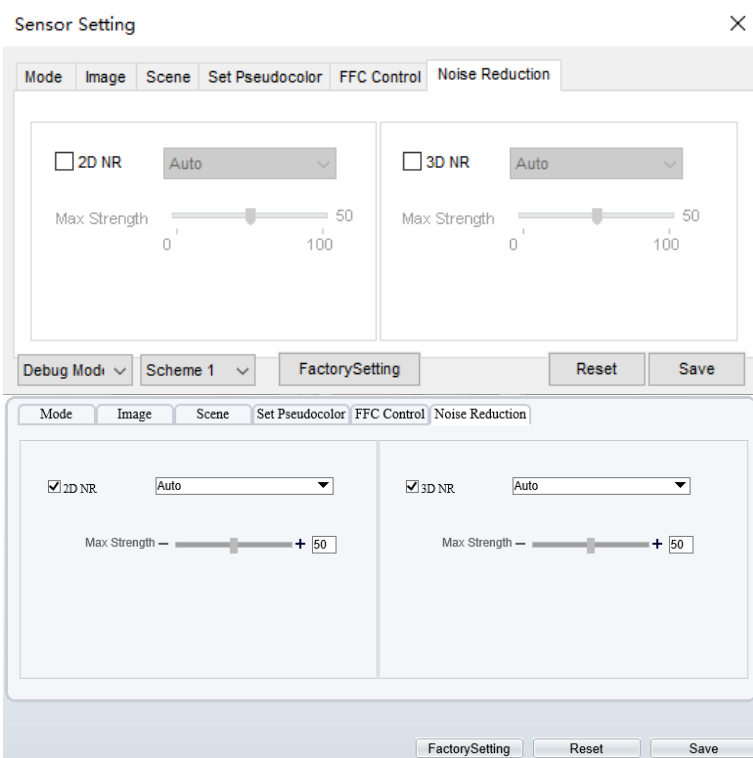 Sensor Setting
Mode Image Scene Set Pseudocolor FFC Control Noise Reduction
2D NR Auto 3D NR Auto
Max Strength 50 Max Strength 50
0 100 0 100
Debug Mod Scheme 1 FactorySetting Reset Save
Mode Image Scene Set Pseudocolor FFC Control Noise Reduction
2D NR Auto 3D NR Auto
Max Strength 50 Max Strength 50
FactorySetting Reset Save